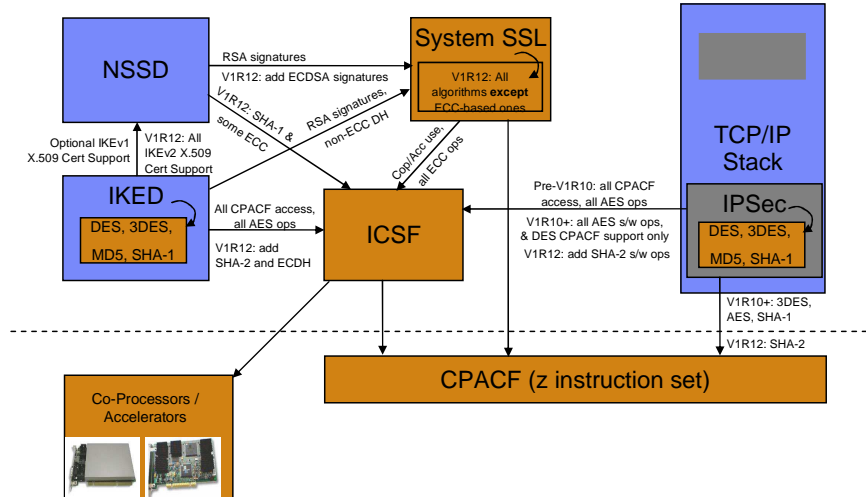 NSSD
RSA signatures
V1R12: add ECDSA signatures
System SSL
V1R12: All
algorithms except
ECC-based ones
V1R12: SHA-1 &
some ECC
RSA signatures,
non-ECC DH
Cop/Acc use,
all ECC ops
TCP/IP
Stack
Optional IKEv1
X.509 Cert Support
V1R12: All
IKEv2 X.509
Cert Support
IKED
DES, 3DES,
MD5, SHA-1
All CPACF access,
all AES ops
V1R12: add
SHA-2 and ECDH
ICSF
Pre-V1R10: all CPACF
access, all AES ops
V1R10+: all AES s/w ops,
& DES CPACF support only
V1R12: add SHA-2 s/w ops
IPSec
DES, 3DES,
MD5, SHA-1
V1R10+: 3DES,
AES, SHA-1
V1R12: SHA-2
CPACF (z instruction set)
Co-Processors /
Accelerators